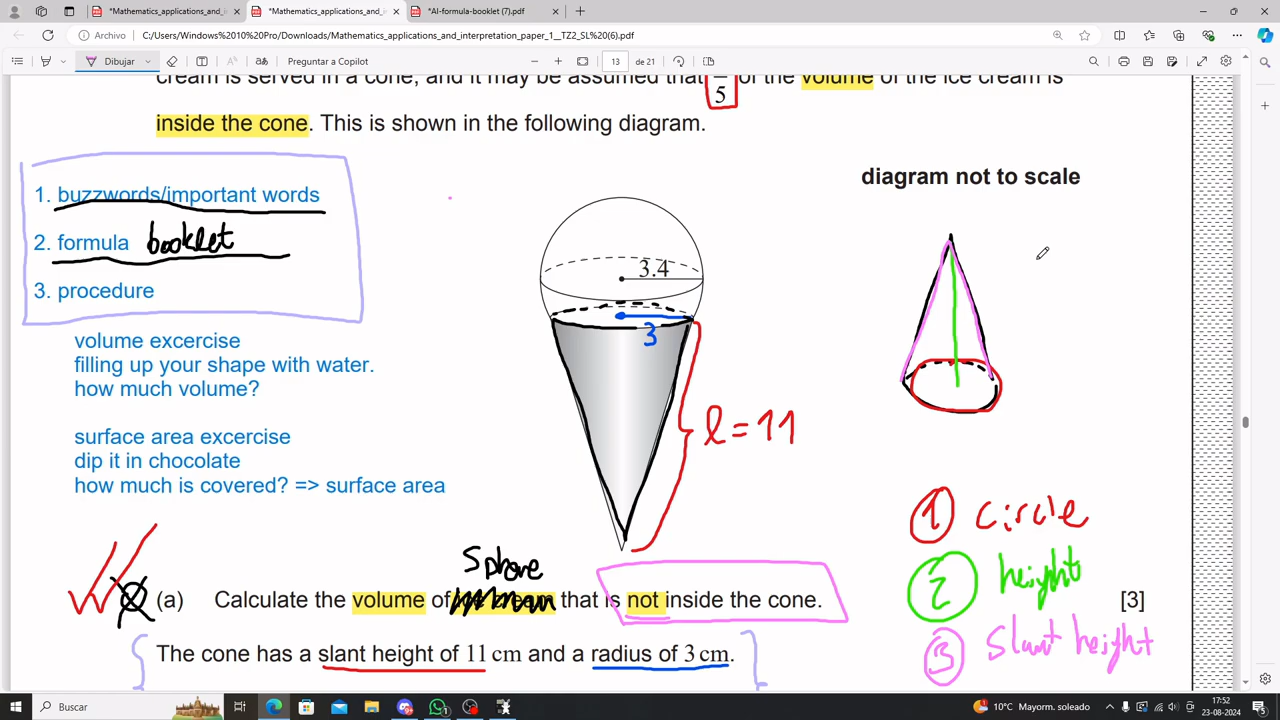 *Mathematics_applications_and_in
*Mathematics_applications_and_in
*AI-formula-booklet (7).pdf
Archivo
C:/Users/Windows%2010%20Pro/Downloads/Mathematics_applications_and_interpretation_paper_1__TZ2_SL%20(6).pdf
Dibujar
Preguntar a Copilot
13
de 21
cream is served in a cone, and it may be assumed that
5
of the volume of the ice cream is
inside the cone. This is shown in the following diagram.
diagram not to scale
1. buzzwords/important words
2. formula booklet
3. procedure
volume excercise
filling up your shape with water.
how much volume?
surface area excercise
dip it in chocolate
how much is covered? => surface area
3.4
3
l = 11
1 circle
2 height
3 slant height
Sphere
(a) Calculate the volume of that is not inside the cone.
[3]
The cone has a slant height of 11 cm and a radius of 3 cm.
Buscar
10°C Mayorm. soleado
17:52
23-08-2024